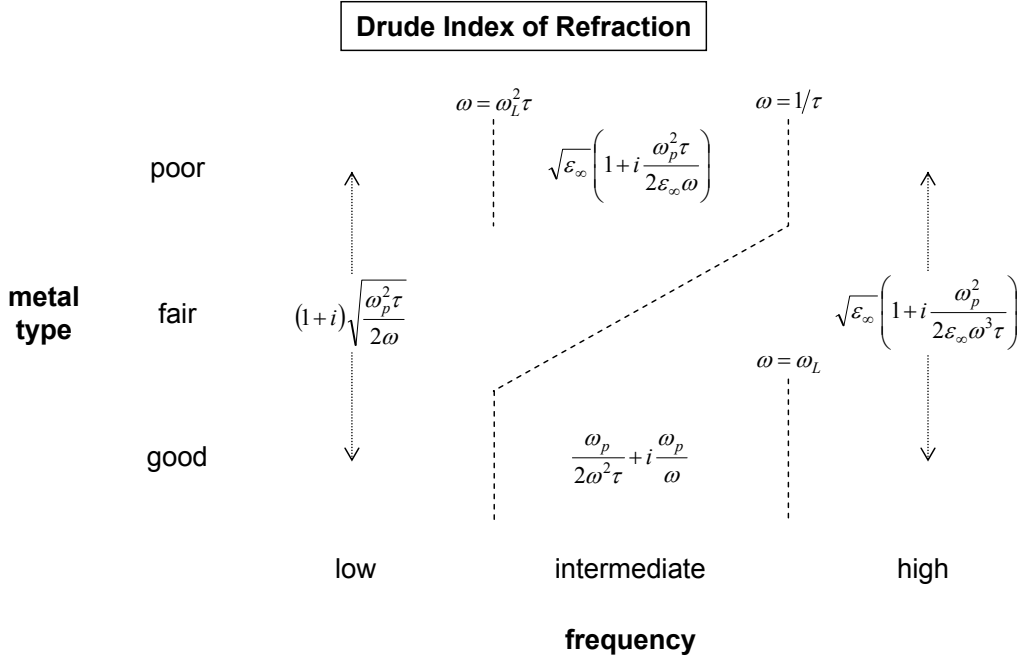 Drude Index of Refraction
ω = ω_L^2 τ
ω = 1/τ
poor
√ε_∞ (1 + i ω_p^2 τ / 2ε_∞ ω)
metal
type
fair
(1 + i) √(ω_p^2 τ / 2ω)
√ε_∞ (1 + i ω_p^2 / 2ε_∞ ω^3 τ)
ω = ω_L
good
ω_p / 2ω^2 τ + i ω_p / ω
low
intermediate
high
frequency